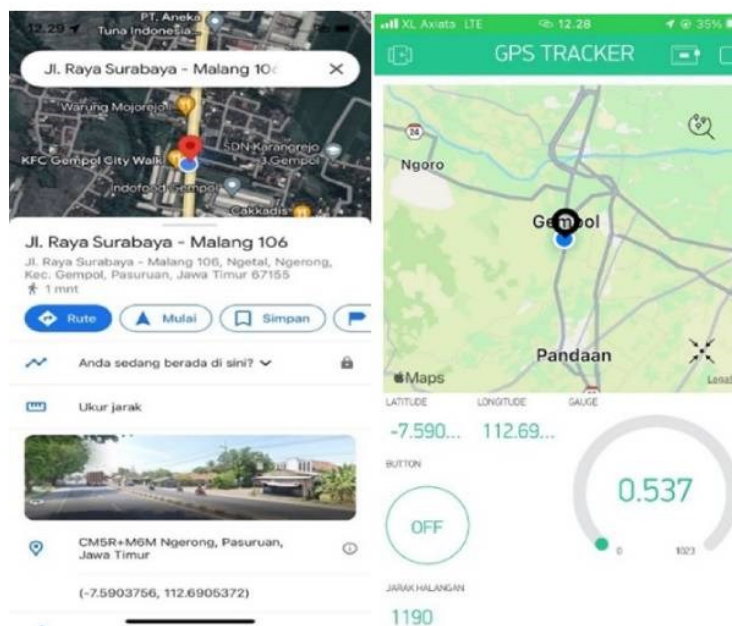 12.29
PT. Aneka
Tuna Indonesia
Jl. Raya Surabaya - Malang 10
Warung Mojorejo
KFC Gempol City Walk
SDN Karangrejo
3 Gempol
Indofood Gempol
Cakkadis
Jl. Raya Surabaya - Malang 106
Jl. Raya Surabaya - Malang 106, Ngetal, Ngerong,
Kec. Gempol, Pasuruan, Jawa Timur 67155
1 mnt
Rute
Mulai
Simpan
Anda sedang berada di sini?
Ukur jarak
CM5R+M6M Ngerong, Pasuruan,
Jawa Timur
(-7.5903756, 112.6905372)
XL Axiata LTE
12.28
35%
GPS TRACKER
24
Ngoro
Gempol
Pandaan
Maps
Legal
LATITUDE
LONGITUDE
GAUGE
-7.590...
112.69...
0.537
0
1023
BUTTON
OFF
JARAK HALANGAN
1190